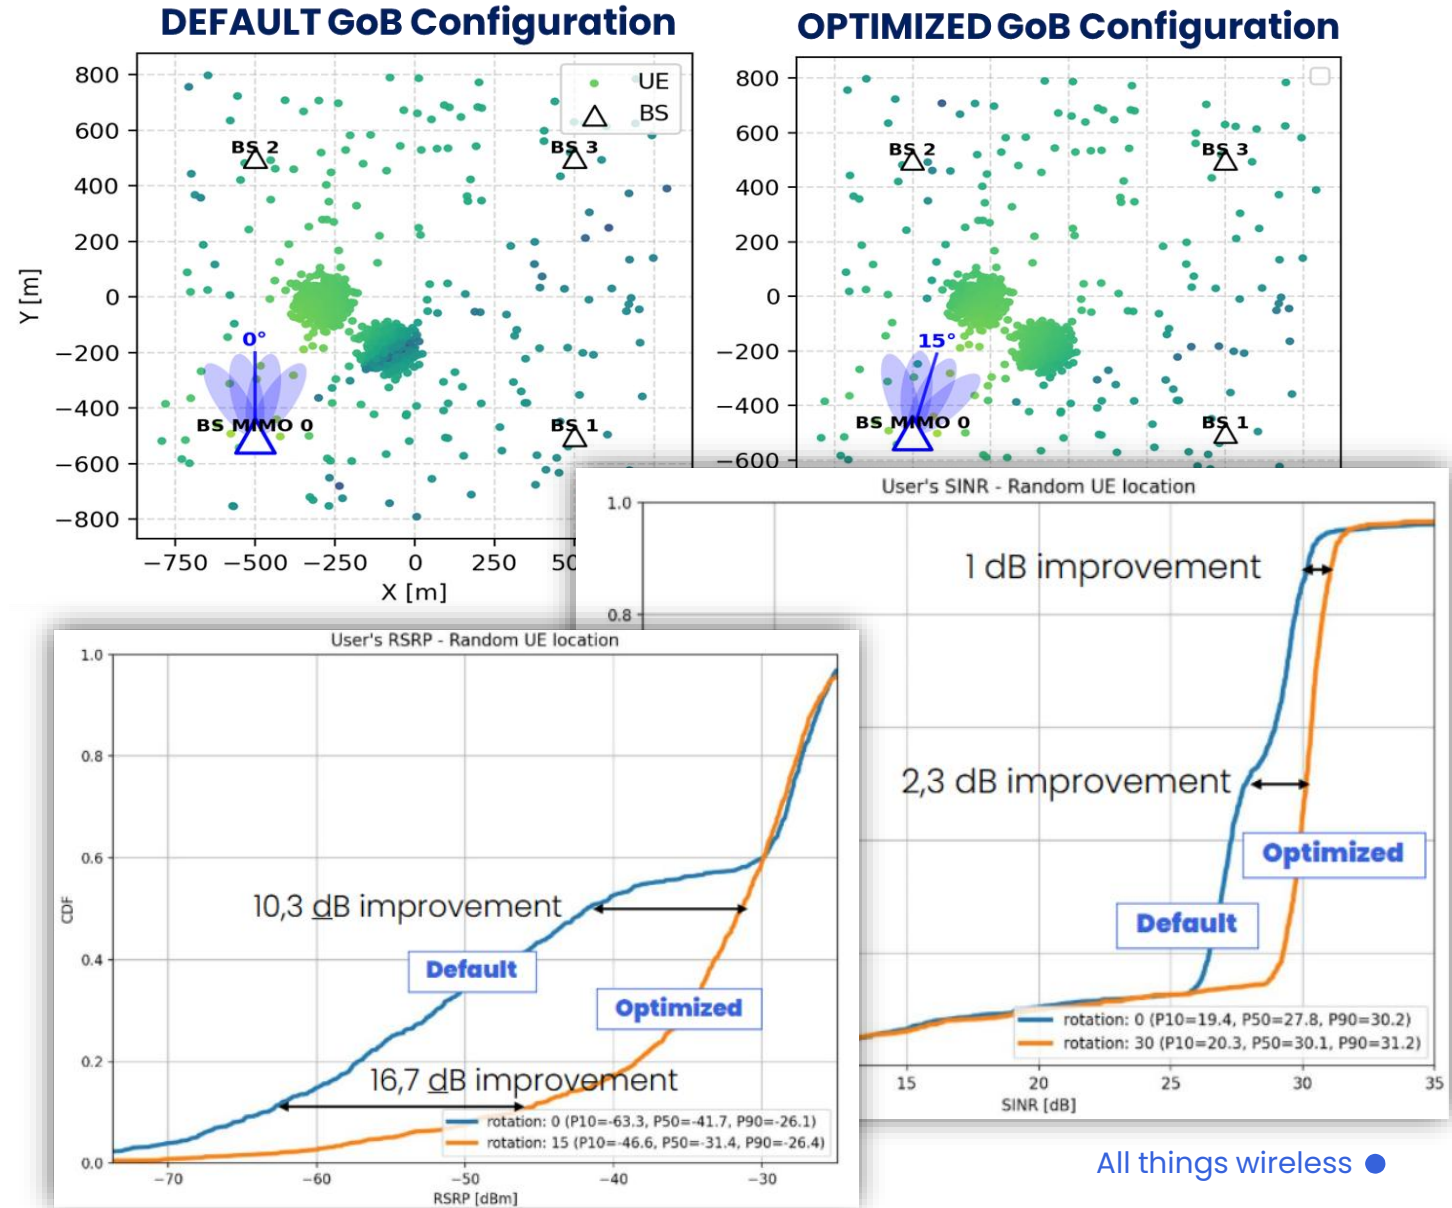 DEFAULT GoB Configuration
OPTIMIZED GoB Configuration
800
600
400
200
0
−200
−400
−600
−800
Y [m]
−750 −500 −250 0 250 50
X [m]
UE
BS
BS 2
BS 3
0°
BS MIMO 0
BS 1
800
600
400
200
0
−200
−400
−600
BS 2
BS 3
15°
BS MIMO 0
BS 1
User's SINR - Random UE location
1.0
0.8
1 dB improvement
2,3 dB improvement
Optimized
Default
rotation: 0 (P10=19.4, P50=27.8, P90=30.2)
rotation: 30 (P10=20.3, P50=30.1, P90=31.2)
15 20 25 30 35
SINR [dB]
User's RSRP - Random UE location
1.0
0.8
0.6
0.4
0.2
0.0
CDF
10,3 dB improvement
Default
Optimized
16,7 dB improvement
rotation: 0 (P10=-63.3, P50=-41.7, P90=-26.1)
rotation: 15 (P10=-46.6, P50=-31.4, P90=-26.4)
−70 −60 −50 −40 −30
RSRP [dBm]
All things wireless